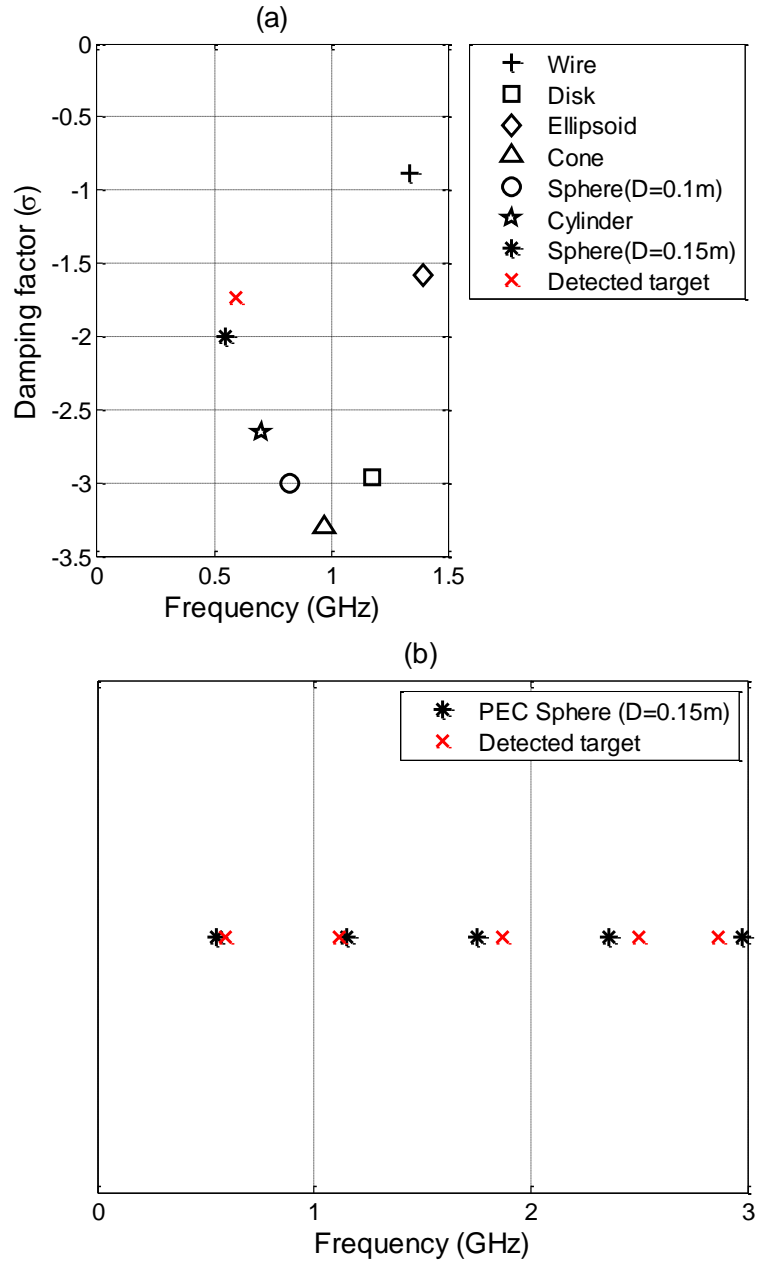 (a)
0
-0.5
-1
-1.5
-2
-2.5
-3
-3.5
Damping factor (σ)
0 0.5 1 1.5
Frequency (GHz)
Wire
Disk
Ellipsoid
Cone
Sphere(D=0.1m)
Cylinder
Sphere(D=0.15m)
Detected target
(b)
PEC Sphere (D=0.15m)
Detected target
0 1 2 3
Frequency (GHz)